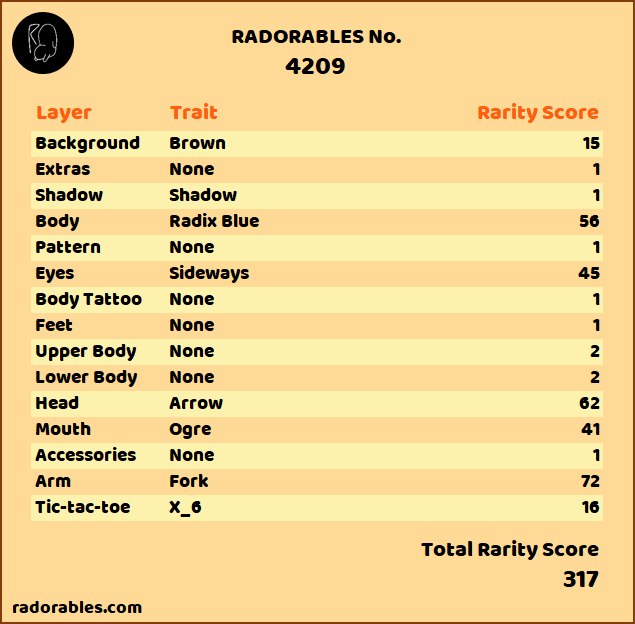 RADORABLES No.
4209
Layer Trait Rarity Score
Background Brown 15
Extras None 1
Shadow Shadow 1
Body Radix Blue 56
Pattern None 1
Eyes Sideways 45
Body Tattoo None 1
Feet None 1
Upper Body None 2
Lower Body None 2
Head Arrow 62
Mouth Ogre 41
Accessories None 1
Arm Fork 72
Tic-tac-toe X_6 16
Total Rarity Score
317
radorables.com